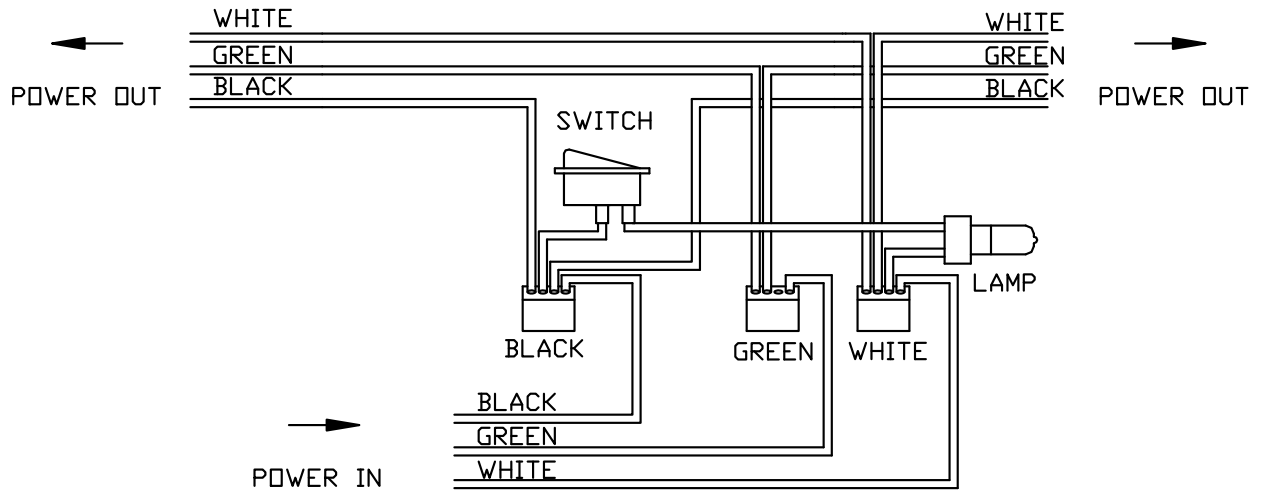 WHITE
WHITE
GREEN
GREEN
BLACK
BLACK
POWER OUT
POWER OUT
SWITCH
LAMP
BLACK
GREEN
WHITE
BLACK
GREEN
WHITE
POWER IN